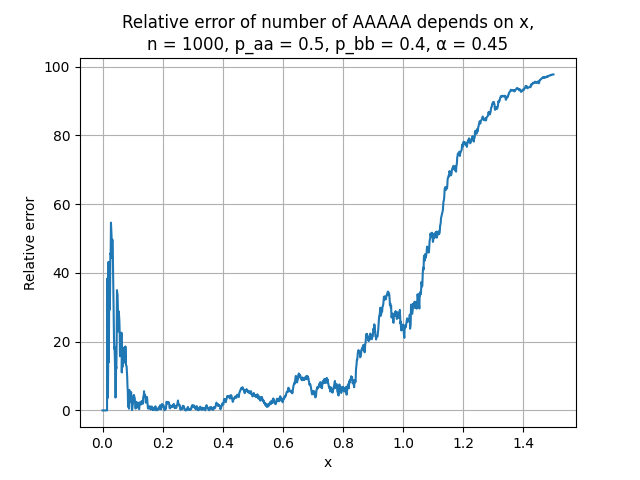 Relative error of number of AAAAA depends on x,
n = 1000, p_aa = 0.5, p_bb = 0.4, α = 0.45
100
80
60
40
20
0
Relative error
0.0 0.2 0.4 0.6 0.8 1.0 1.2 1.4
x